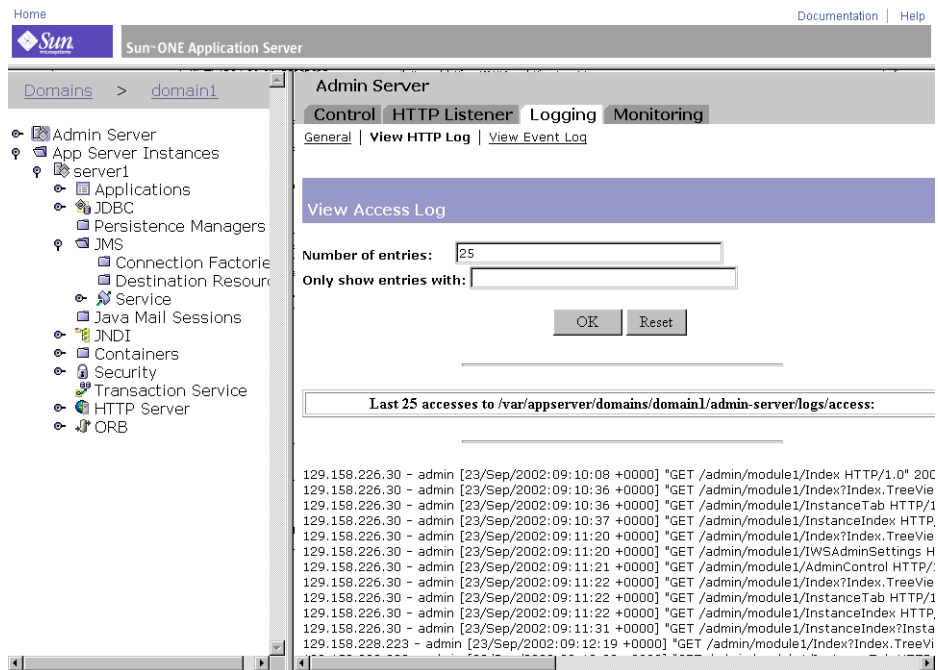 Home
Documentation | Help
Sun microsystems
Sun ONE Application Server
Domains > domain1
Admin Server
App Server Instances
server1
Applications
JDBC
Persistence Managers
JMS
Connection Factorie
Destination Resour
Service
Java Mail Sessions
JNDI
Containers
Security
Transaction Service
HTTP Server
ORB
Admin Server
Control HTTP Listener Logging Monitoring
General | View HTTP Log | View Event Log
View Access Log
Number of entries: 25
Only show entries with:
OK Reset
Last 25 accesses to /var/appserver/domains/domain1/admin-server/logs/access:
129.158.226.30 - admin [23/Sep/2002:09:10:08 +0000] "GET /admin/module1/Index HTTP/1.0" 200
129.158.226.30 - admin [23/Sep/2002:09:10:36 +0000] "GET /admin/module1/Index?Index.TreeVie
129.158.226.30 - admin [23/Sep/2002:09:10:36 +0000] "GET /admin/module1/InstanceTab HTTP/1
129.158.226.30 - admin [23/Sep/2002:09:10:37 +0000] "GET /admin/module1/InstanceIndex HTTP
129.158.226.30 - admin [23/Sep/2002:09:11:20 +0000] "GET /admin/module1/Index?Index.TreeVie
129.158.226.30 - admin [23/Sep/2002:09:11:20 +0000] "GET /admin/module1/IWSAdminSettings H
129.158.226.30 - admin [23/Sep/2002:09:11:21 +0000] "GET /admin/module1/AdminControl HTTP/
129.158.226.30 - admin [23/Sep/2002:09:11:22 +0000] "GET /admin/module1/Index?Index.TreeVie
129.158.226.30 - admin [23/Sep/2002:09:11:22 +0000] "GET /admin/module1/InstanceTab HTTP/1
129.158.226.30 - admin [23/Sep/2002:09:11:22 +0000] "GET /admin/module1/InstanceIndex HTTP
129.158.226.30 - admin [23/Sep/2002:09:11:31 +0000] "GET /admin/module1/InstanceIndex?Insta
129.158.228.223 - admin [23/Sep/2002:09:12:19 +0000] "GET /admin/module1/Index.TreeVi